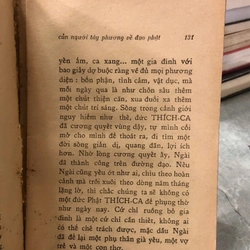 của người tây phương về đạo phật 131
yên ấm, ca xang... một gia đình với
bao giây dợ buộc ràng về đủ mọi phương
diện : bổn phận, tình cảm, vật dục, mà
mỗi ngày qua là như chôn sâu thêm
một chút thiện căn, xua đuổi xa thêm
một chút trí sáng. Trong cảnh giới
nguy hiểm như thế, đức THÍCH-CA
đã cương quyết vùng dậy, tự mình cởi
mở cho mình để thoát ra, đi tìm một
đời sống giản dị, quang đãng, lợi ích
hơn. Nhờ lòng cương quyết ấy, Ngài
đã thành công trên đường đạo. Nếu
Ngài cũng yếu ớt như ai, chìu theo hoàn
cảnh mà trôi xuôi theo dòng năm tháng
lặng lờ, thì chắc chúng ta sẽ không có
một đức Phật THÍCH-CA để phụng
thờ ngày nay. Cử chỉ ruồng bỏ gia
đình là một cử chỉ cần thiết, không ai
có thể chê trách được, mặc dầu Ngài
đã bỏ lại một phụ thân già yếu, một vợ
trẻ và một con thơ.